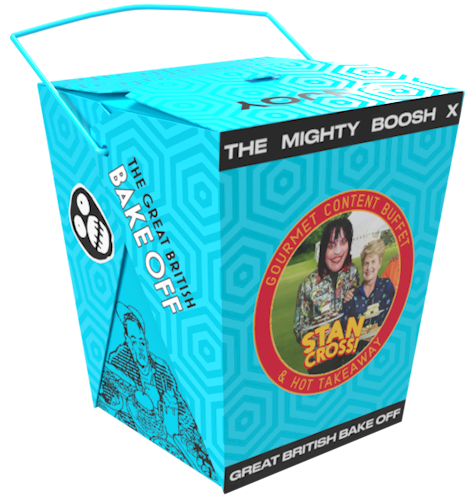 THE MIGHTY BOOSH X
GOURMET CONTENT BUFFET
STAN
CROSS!
& HOT TAKEAWAY
GREAT BRITISH BAKE OFF
THE GREAT BRITISH
BAKE OFF